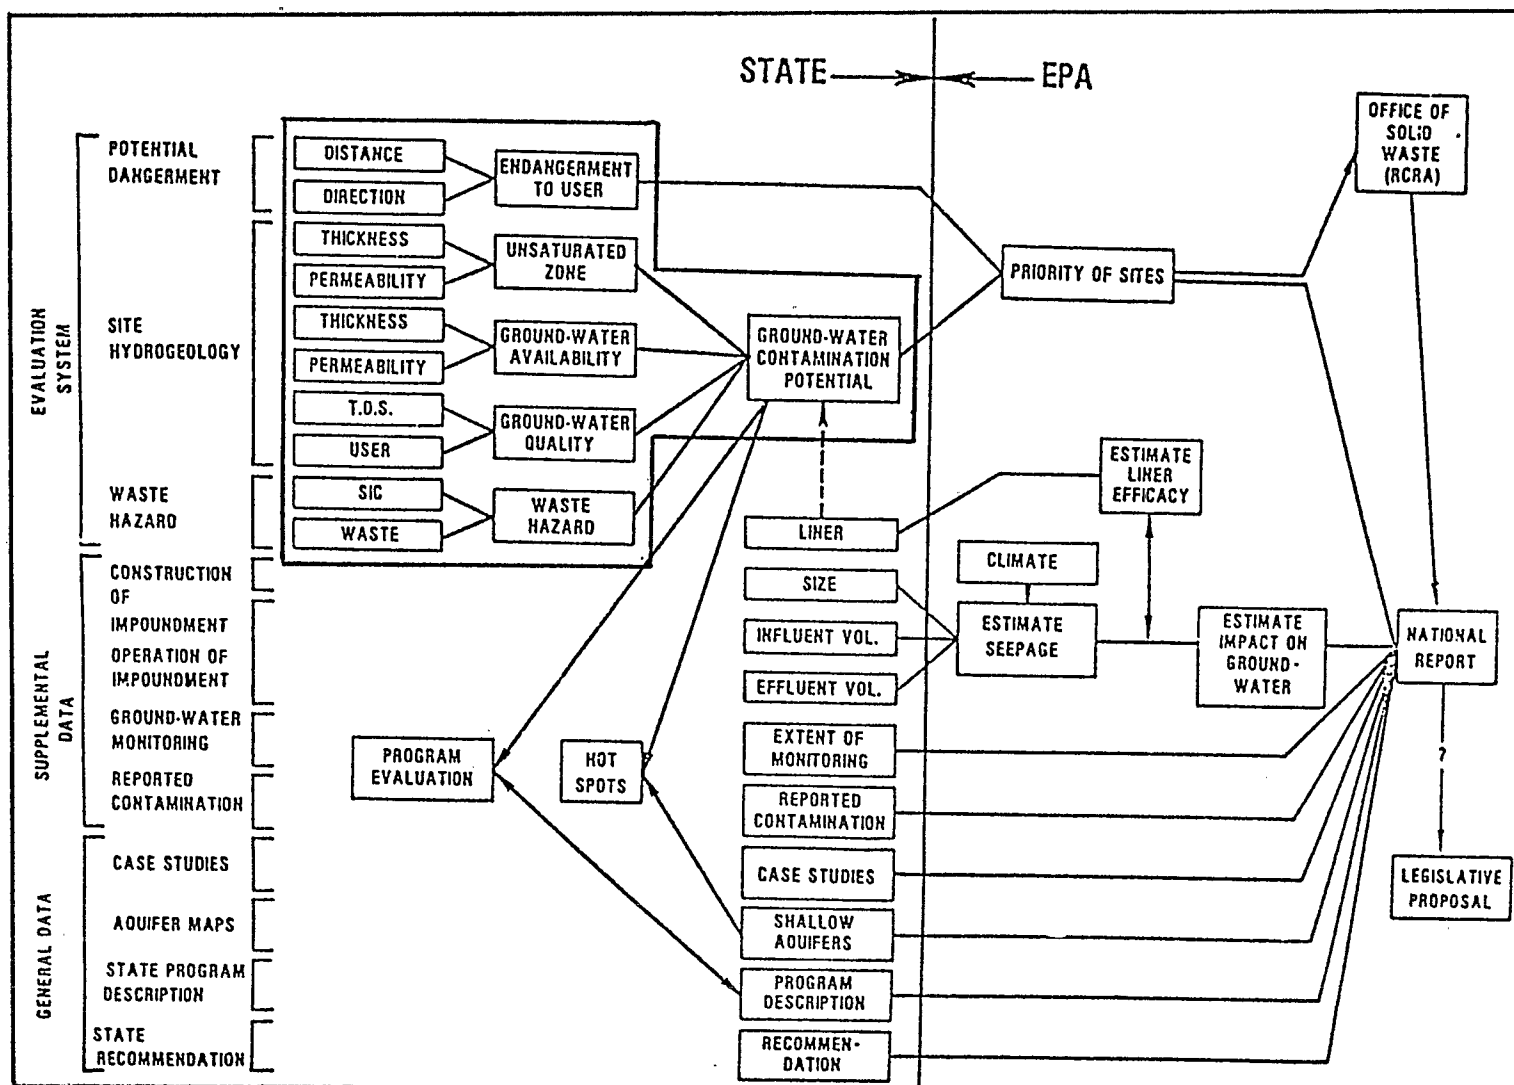 STATE
EPA
EVALUATION
SYSTEM
SUPPLEMENTAL
DATA
GENERAL DATA
POTENTIAL
DANGERMENT
SITE
HYDROGEOLOGY
WASTE
HAZARD
CONSTRUCTION
OF
IMPOUNDMENT
OPERATION OF
IMPOUNDMENT
GROUND-WATER
MONITORING
REPORTED
CONTAMINATION
CASE STUDIES
AQUIFER MAPS
STATE PROGRAM
DESCRIPTION
STATE
RECOMMENDATION
DISTANCE
DIRECTION
THICKNESS
PERMEABILITY
THICKNESS
PERMEABILITY
T.D.S.
USER
SIC
WASTE
ENDANGERMENT
TO USER
UNSATURATED
ZONE
GROUND-WATER
AVAILABILITY
GROUND-WATER
QUALITY
WASTE
HAZARD
PROGRAM
EVALUATION
HOT
SPOTS
GROUND-WATER
CONTAMINATION
POTENTIAL
LINER
SIZE
INFLUENT VOL.
EFFLUENT VOL.
EXTENT OF
MONITORING
REPORTED
CONTAMINATION
CASE STUDIES
SHALLOW
AQUIFERS
PROGRAM
DESCRIPTION
RECOMMEN-
DATION
PRIORITY OF SITES
ESTIMATE
LINER
EFFICACY
CLIMATE
ESTIMATE
SEEPAGE
ESTIMATE
IMPACT ON
GROUND-
WATER
OFFICE OF
SOLID
WASTE
(RCRA)
NATIONAL
REPORT
?
LEGISLATIVE
PROPOSAL